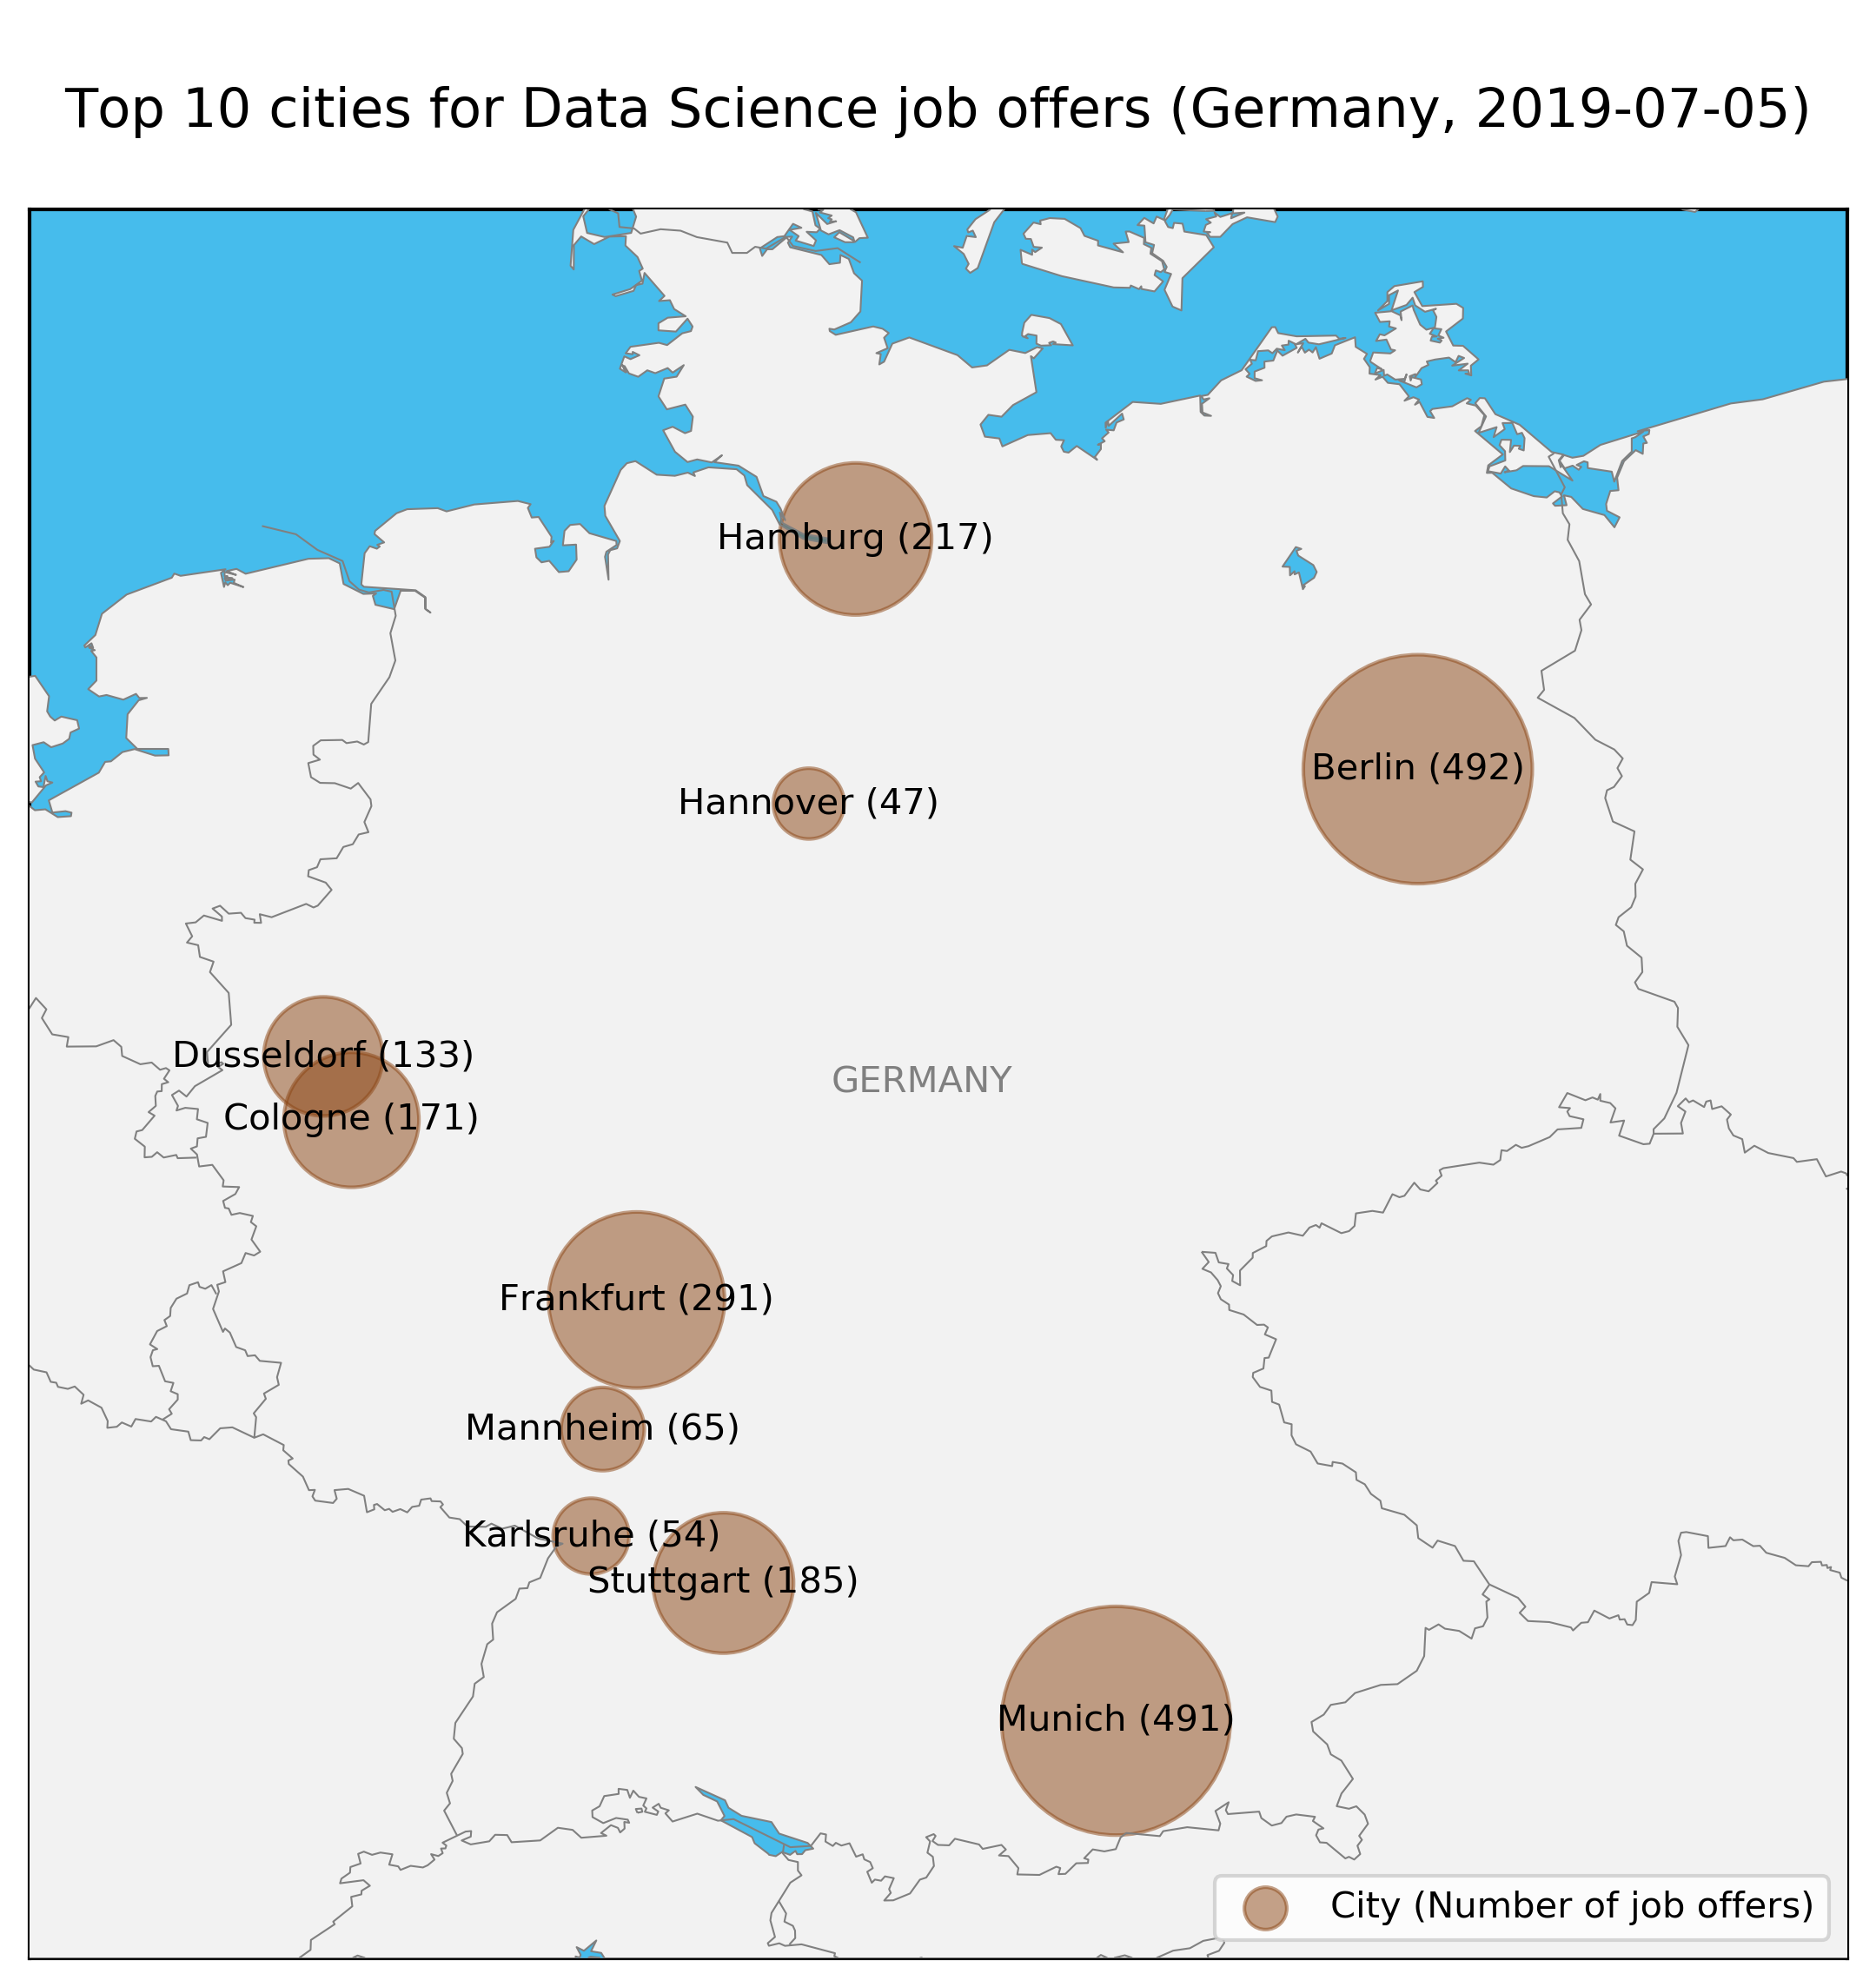 Top 10 cities for Data Science job offers (Germany, 2019-07-05)
Hamburg (217)
Berlin (492)
Hannover (47)
Dusseldorf (133)
GERMANY
Cologne (171)
Frankfurt (291)
Mannheim (65)
Karlsruhe (54)
Stuttgart (185)
Munich (491)
City (Number of job offers)